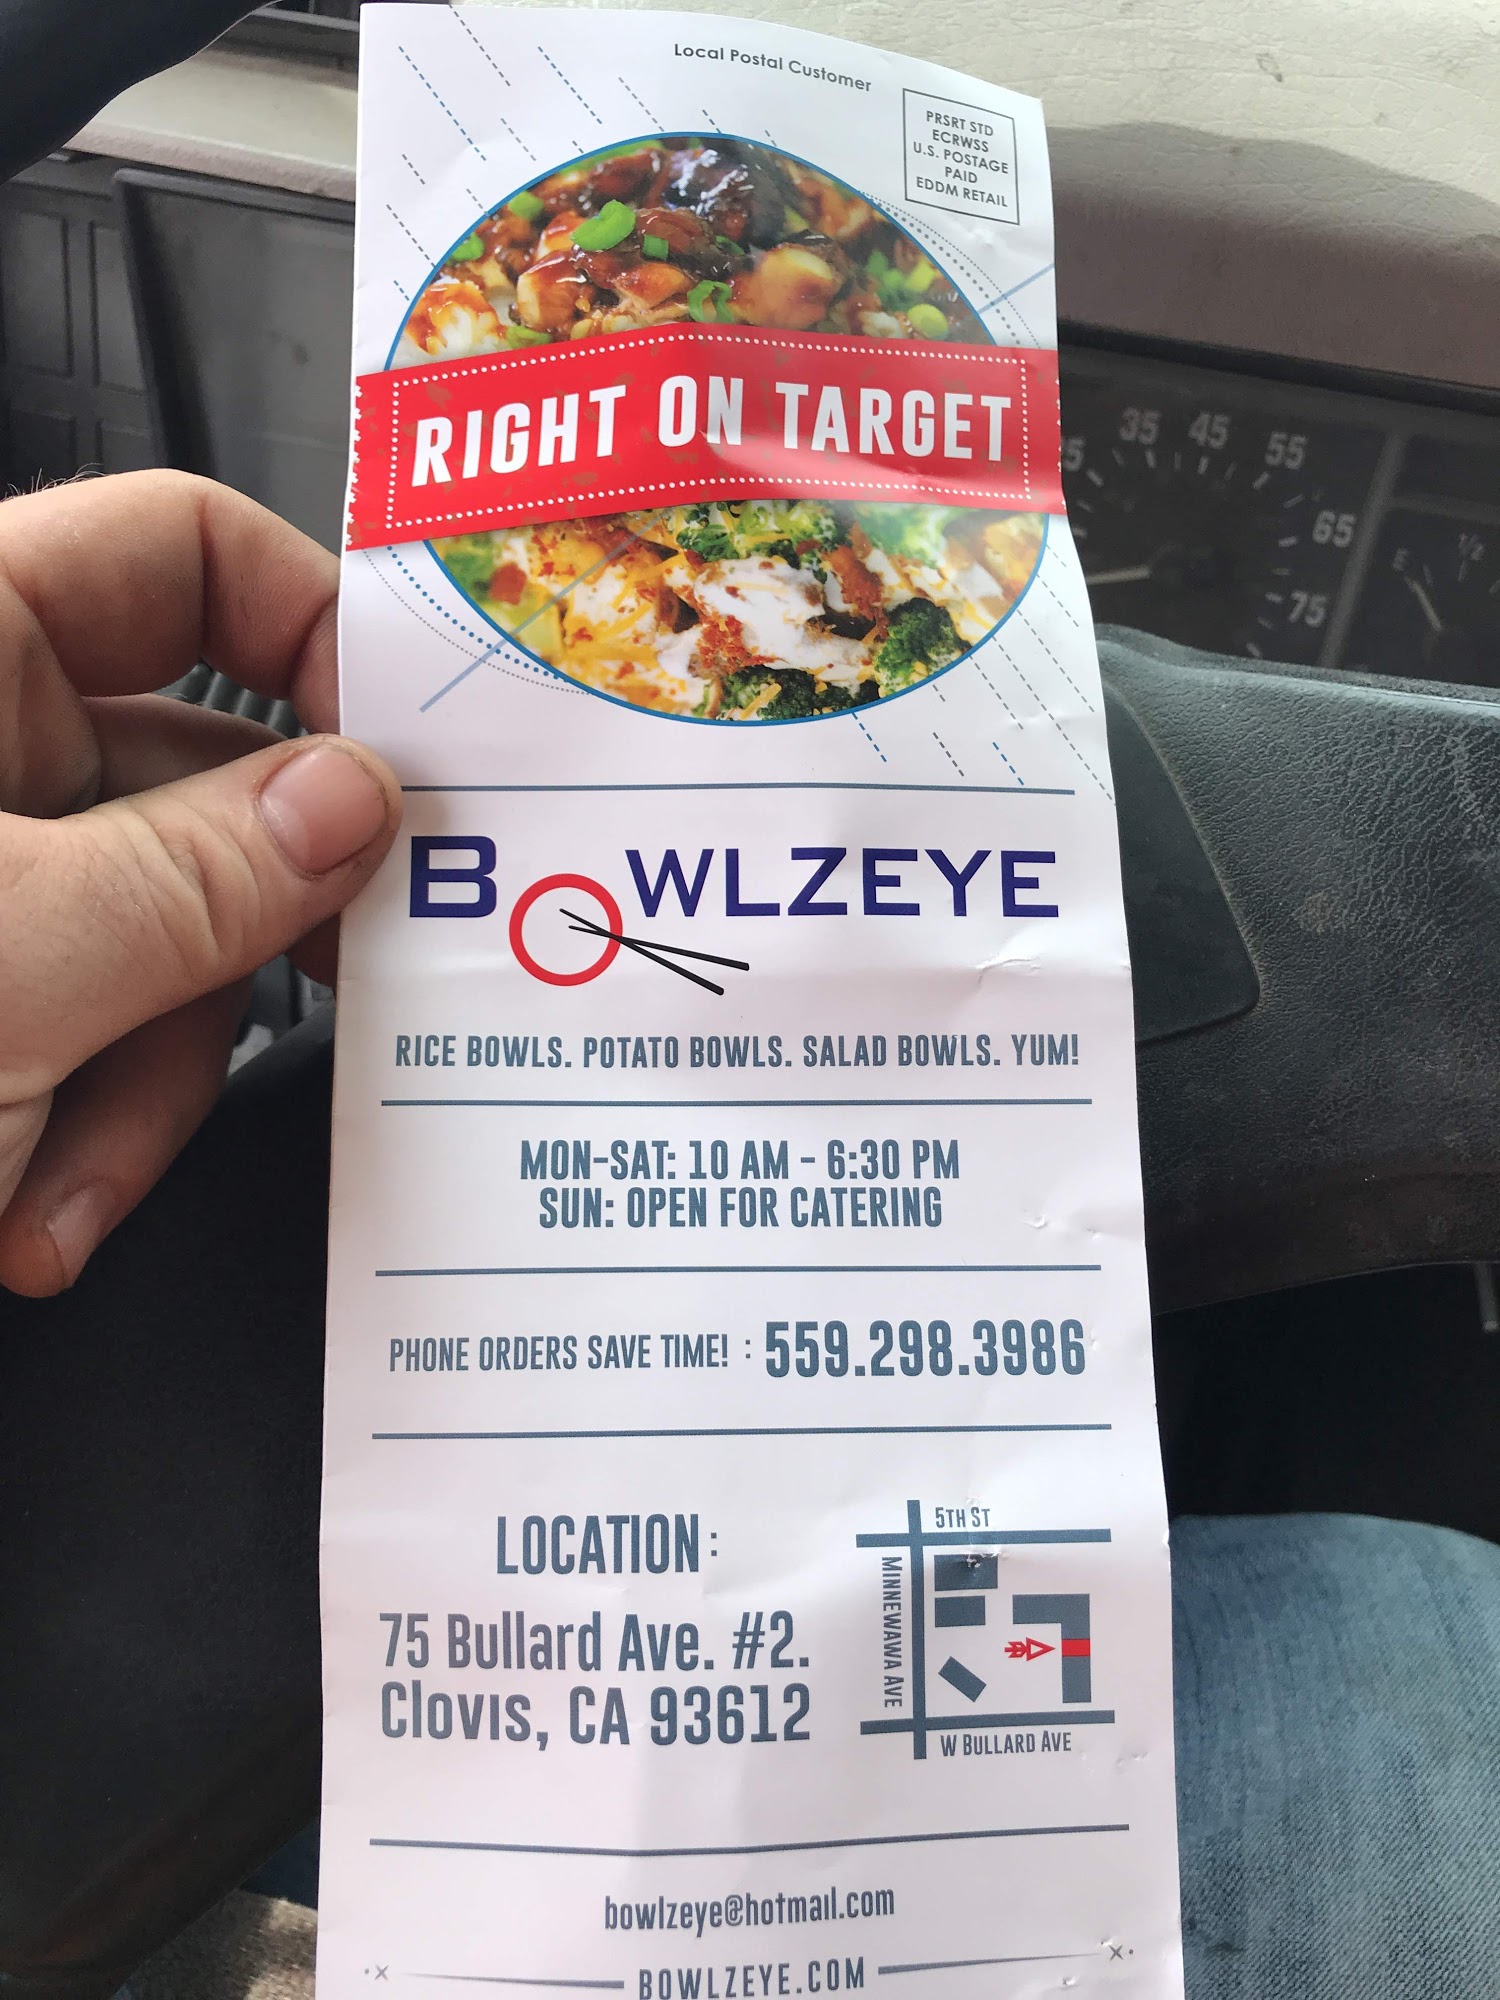 Local Postal Customer
PRSRT STD
ECRWSS
U.S. POSTAGE
PAID
EDDM RETAIL
RIGHT ON TARGET
BOWLZEYE
RICE BOWLS. POTATO BOWLS. SALAD BOWLS. YUM!
MON-SAT: 10 AM - 6:30 PM
SUN: OPEN FOR CATERING
PHONE ORDERS SAVE TIME! : 559.298.3986
LOCATION:
75 Bullard Ave. #2.
Clovis, CA 93612
5TH ST
MINNEWAWA AVE
W BULLARD AVE
bowlzeye@hotmail.com
BOWLZEYE.COM
35 45 55 65 75
E 1/2